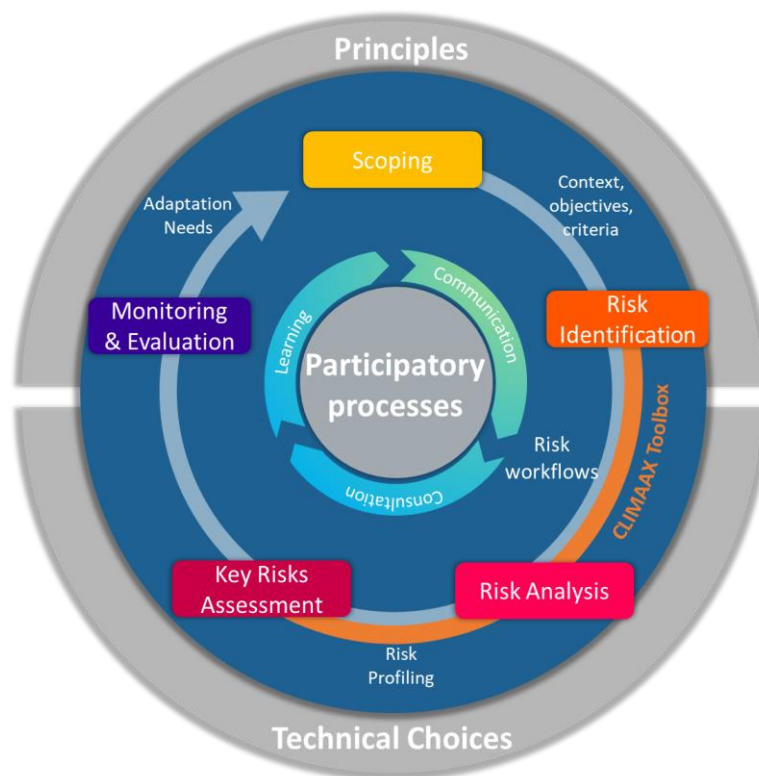 Principles
Scoping
Context,
objectives,
criteria
Adaptation
Needs
Monitoring
& Evaluation
Risk
Identification
Learning
Communication
Participatory
processes
Consultation
Risk
workflows
CLIMAAX Toolbox
Key Risks
Assessment
Risk Analysis
Risk
Profiling
Technical Choices